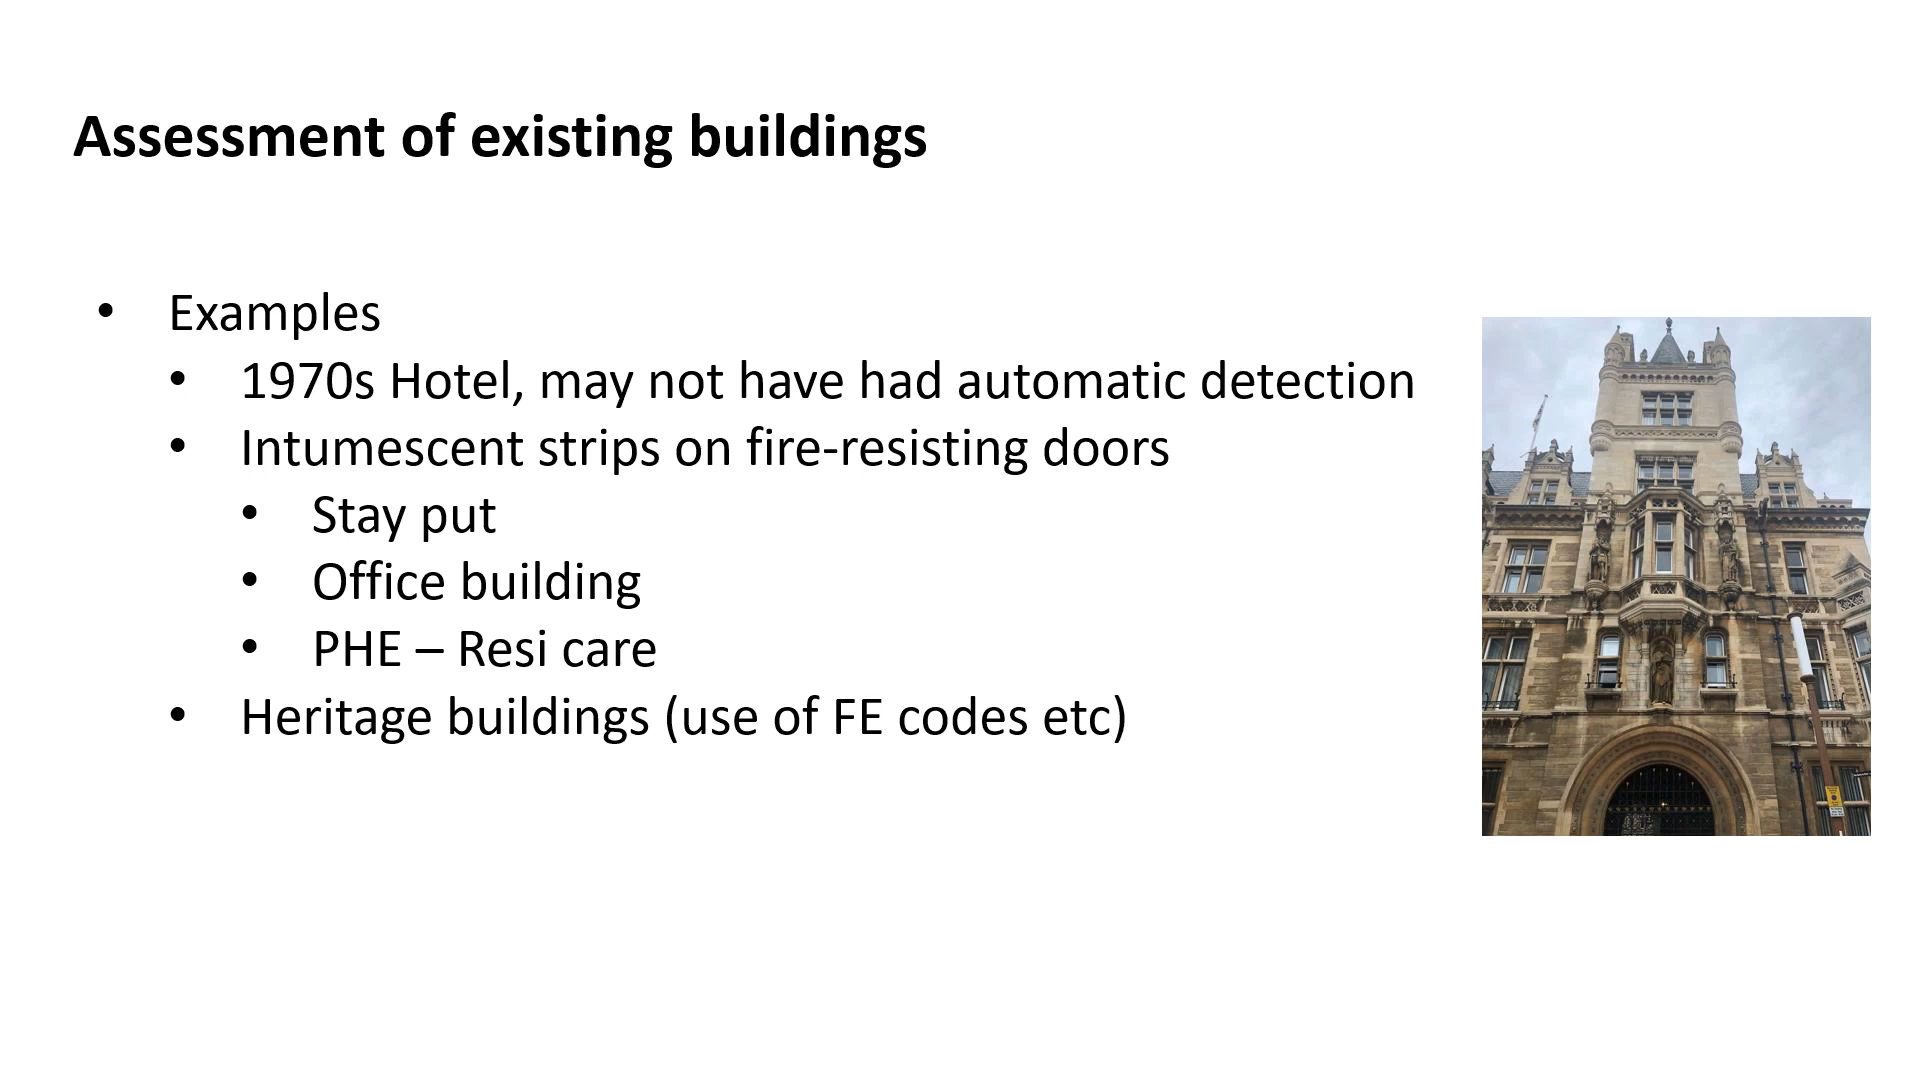 Assessment of existing buildings
• Examples
• 1970s Hotel, may not have had automatic detection
• Intumescent strips on fire-resisting doors
• Stay put
• Office building
• PHE – Resi care
• Heritage buildings (use of FE codes etc)